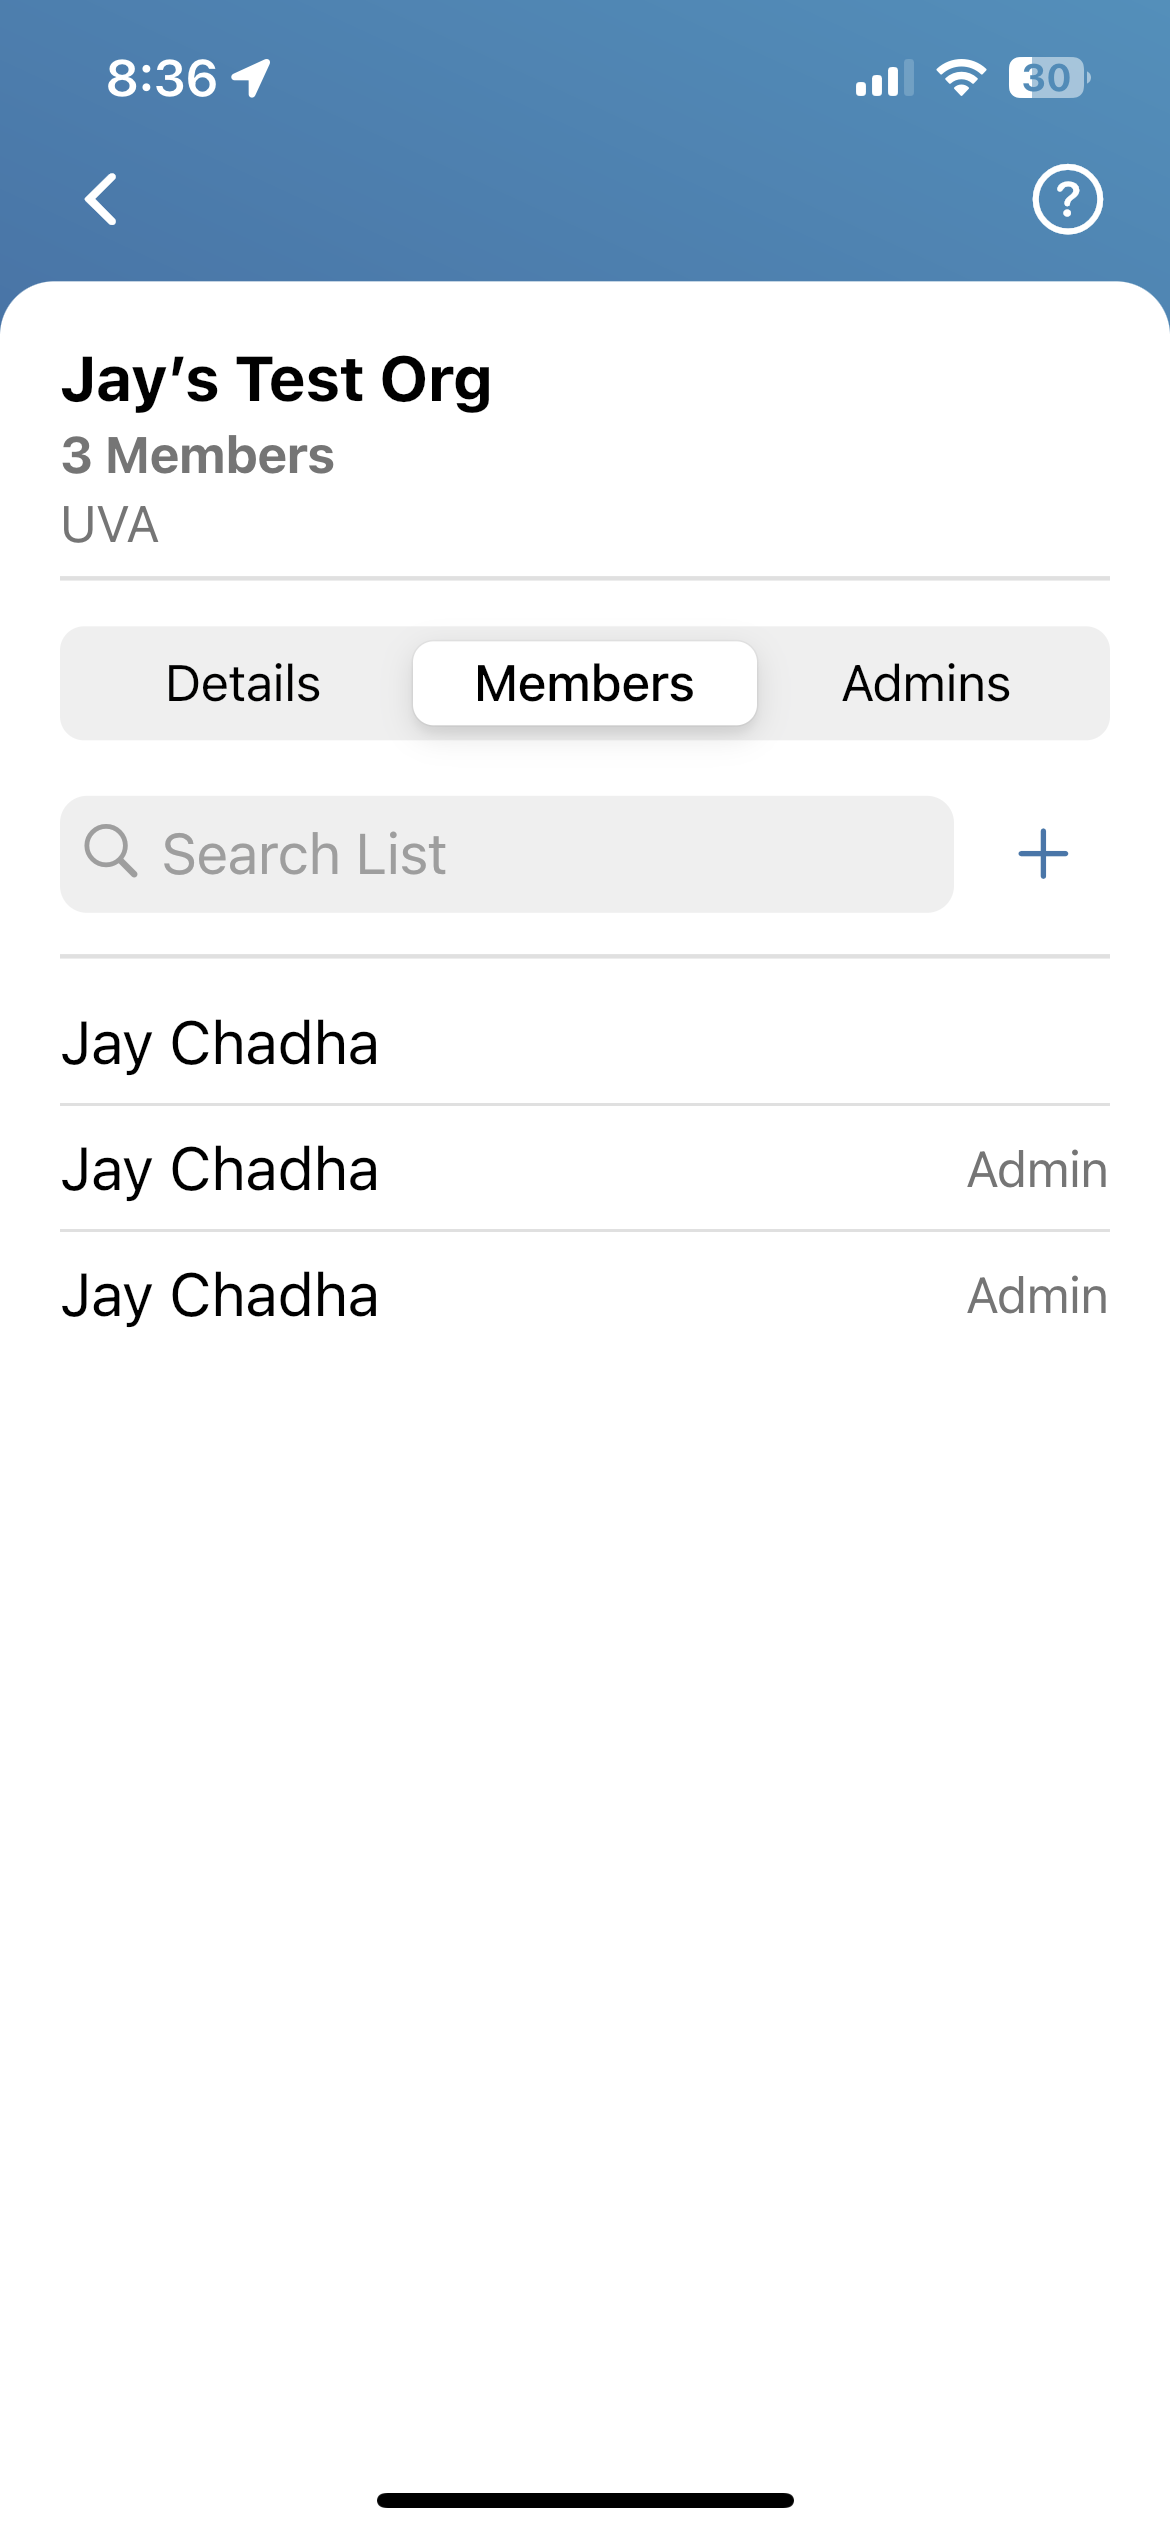 8:36
30
?
Jay’s Test Org
3 Members
UVA
Details Members Admins
Search List
Jay Chadha
Jay Chadha Admin
Jay Chadha Admin